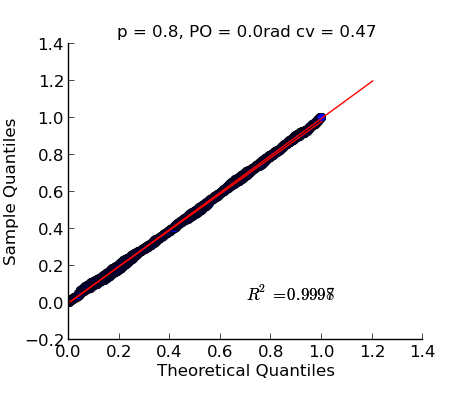 p = 0.8, PO = 0.0rad cv = 0.47
1.4
1.2
1.0
0.8
0.6
0.4
0.2
0.0
−0.2
Sample Quantiles
R² =0.999
0.0 0.2 0.4 0.6 0.8 1.0 1.2 1.4
Theoretical Quantiles